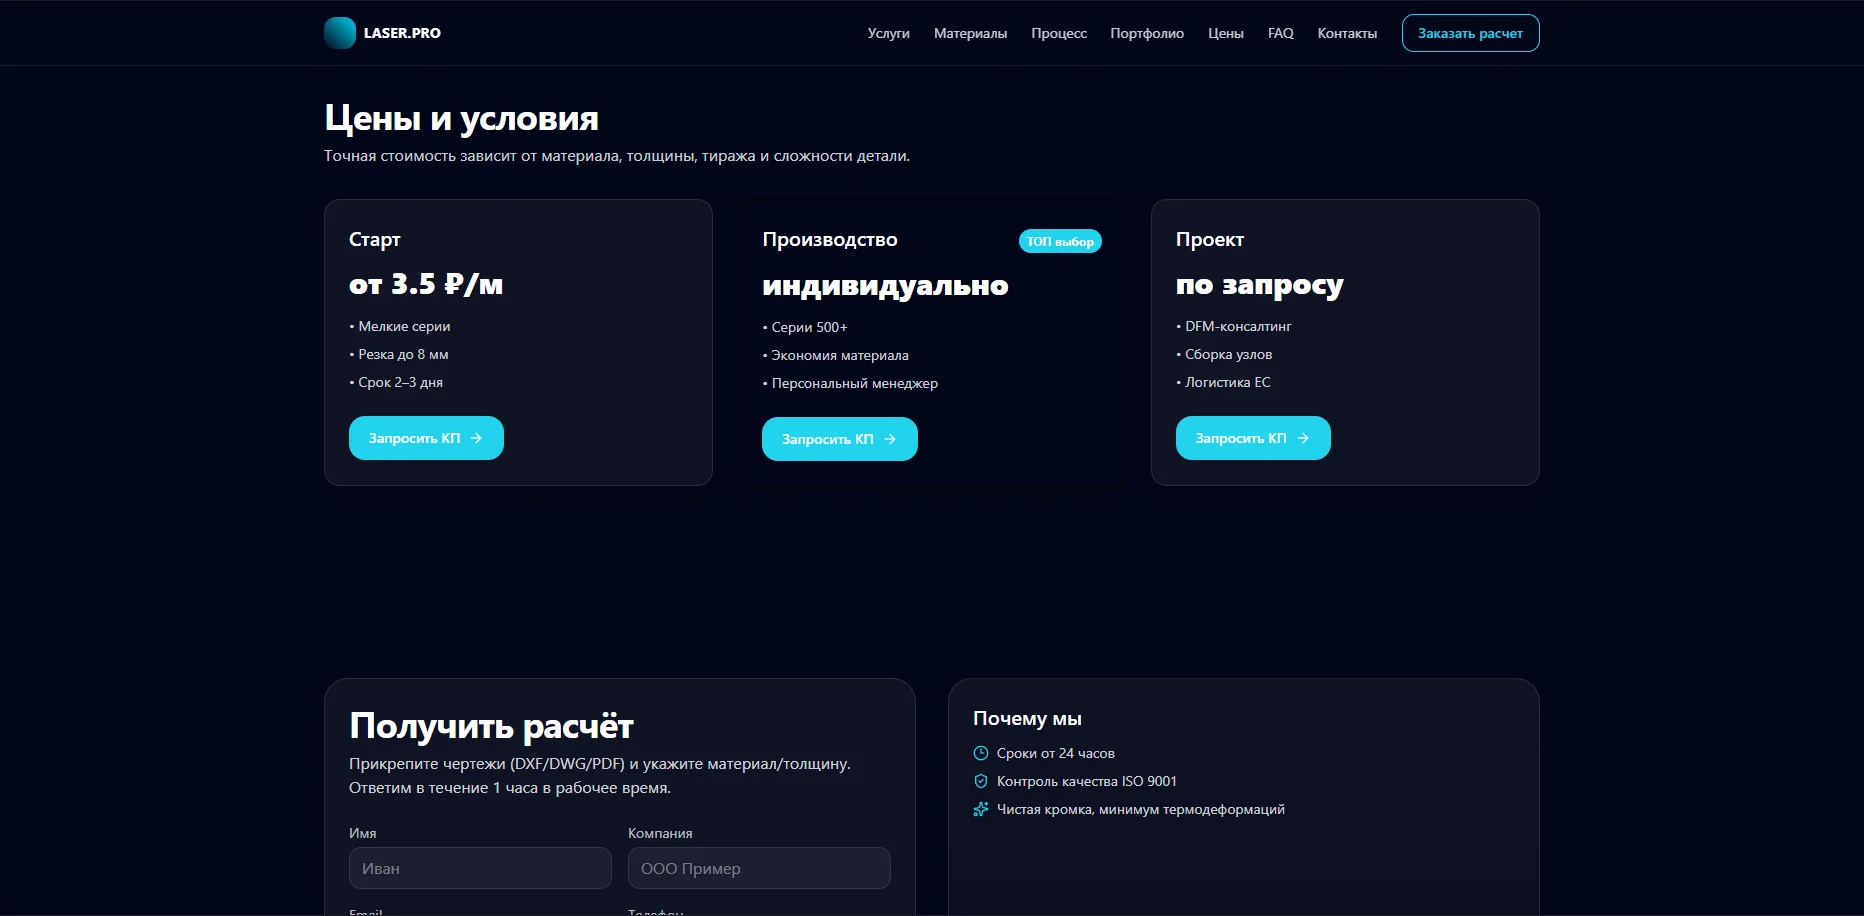 LASER.PRO
Услуги
Материалы
Процесс
Портфолио
Цены
FAQ
Контакты
Заказать расчет
Цены и условия
Точная стоимость зависит от материала, толщины, тиража и сложности детали.
Старт
от 3.5 ₽/м
• Мелкие серии
• Резка до 8 мм
• Срок 2–3 дня
Запросить КП →
Производство
ТОП выбор
индивидуально
• Серии 500+
• Экономия материала
• Персональный менеджер
Запросить КП →
Проект
по запросу
• DFM-консалтинг
• Сборка узлов
• Логистика ЕС
Запросить КП →
Получить расчёт
Прикрепите чертежи (DXF/DWG/PDF) и укажите материал/толщину.
Ответим в течение 1 часа в рабочее время.
Имя
Иван
Компания
ООО Пример
Email
Телефон
Почему мы
Сроки от 24 часов
Контроль качества ISO 9001
Чистая кромка, минимум термодеформаций